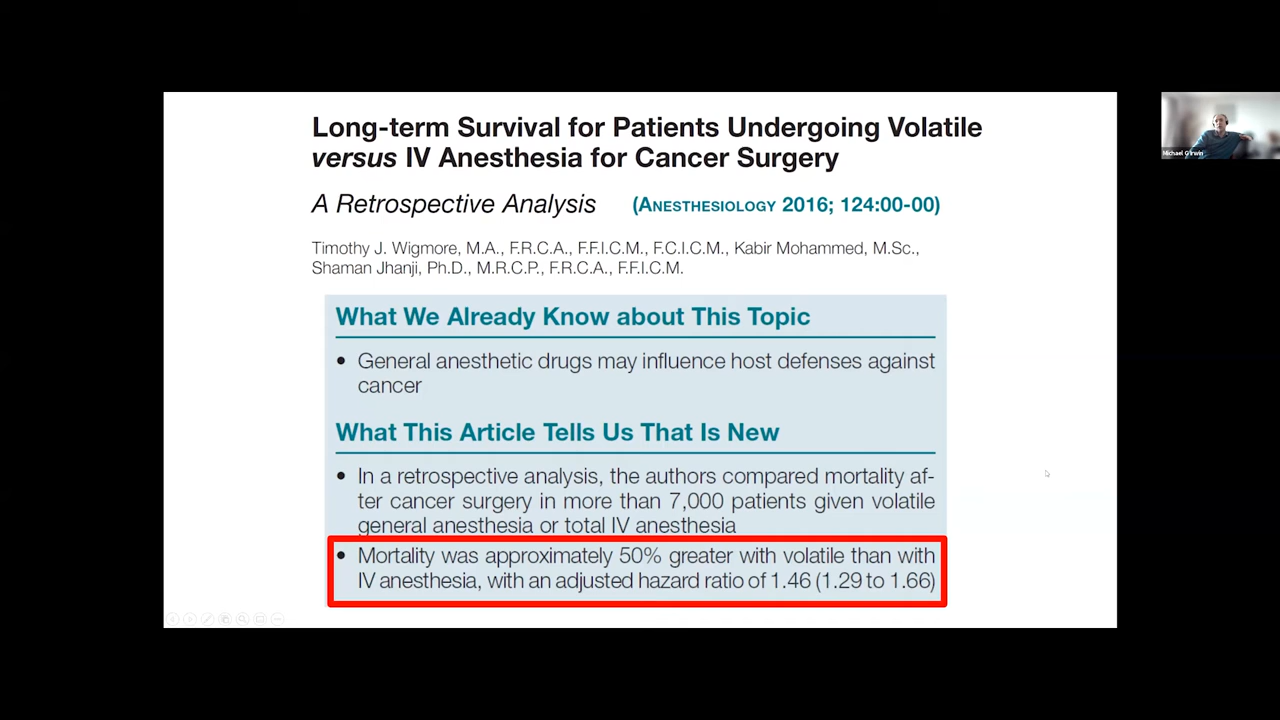 Long-term Survival for Patients Undergoing Volatile
versus IV Anesthesia for Cancer Surgery
A Retrospective Analysis (ANESTHESIOLOGY 2016; 124:00-00)
Timothy J. Wigmore, M.A., F.R.C.A., F.F.I.C.M., F.C.I.C.M., Kabir Mohammed, M.Sc.,
Shaman Jhanji, Ph.D., M.R.C.P., F.R.C.A., F.F.I.C.M.
What We Already Know about This Topic
• General anesthetic drugs may influence host defenses against
cancer
What This Article Tells Us That Is New
• In a retrospective analysis, the authors compared mortality af-
ter cancer surgery in more than 7,000 patients given volatile
general anesthesia or total IV anesthesia
• Mortality was approximately 50% greater with volatile than with
IV anesthesia, with an adjusted hazard ratio of 1.46 (1.29 to 1.66)
Michael G Irwin